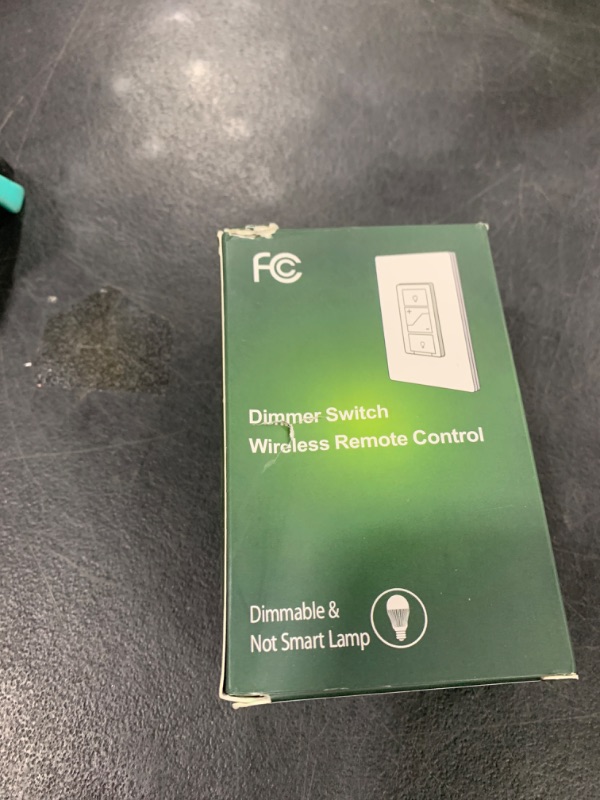 FC
Dimmer Switch
Wireless Remote Control
Dimmable &
Not Smart Lamp